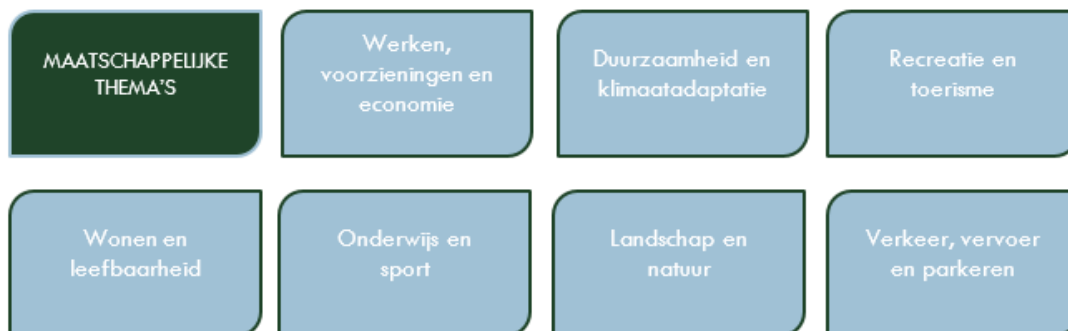 MAATSCHAPPELIJKE
THEMA'S
Werken,
voorzieningen en
economie
Duurzaamheid en
klimaatadaptatie
Recreatie en
toerisme
Wonen en
leefbaarheid
Onderwijs en
sport
Landschap en
natuur
Verkeer, vervoer
en parkeren